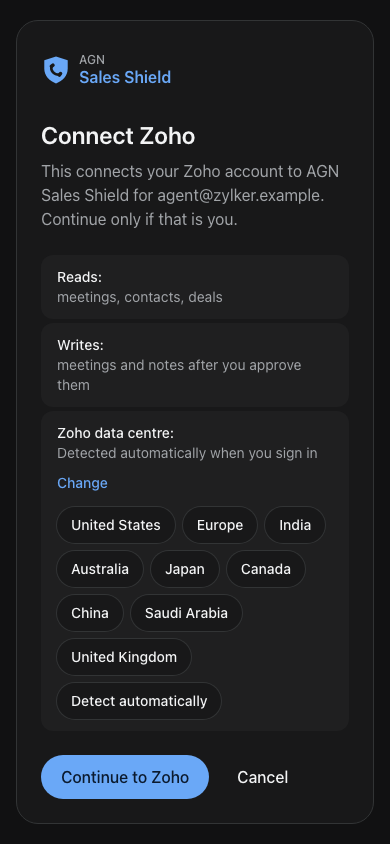 AGN
Sales Shield
Connect Zoho
This connects your Zoho account to AGN
Sales Shield for agent@zylker.example.
Continue only if that is you.
Reads:
meetings, contacts, deals
Writes:
meetings and notes after you approve
them
Zoho data centre:
Detected automatically when you sign in
Change
United States Europe India
Australia Japan Canada
China Saudi Arabia
United Kingdom
Detect automatically
Continue to Zoho Cancel